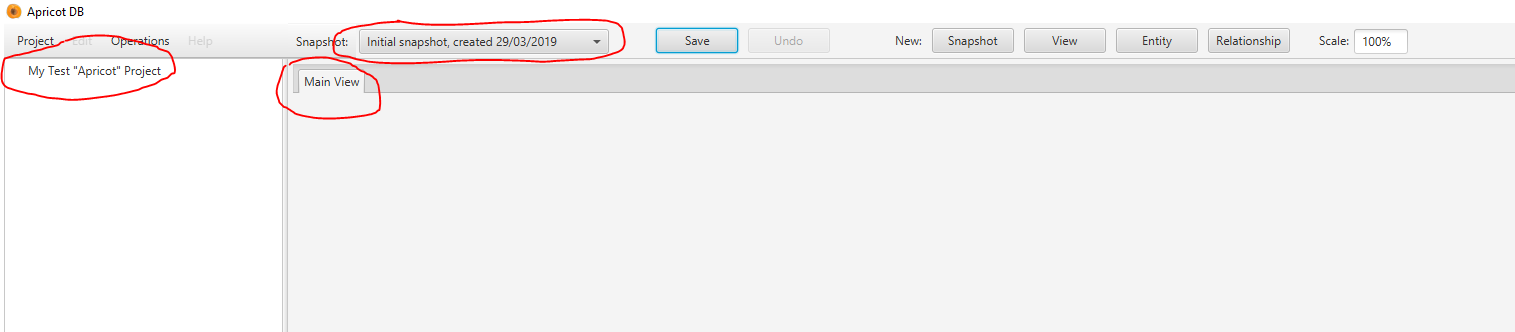 Apricot DB
Project Edit Operations Help Snapshot: Initial snapshot, created 29/03/2019 Save Undo New: Snapshot View Entity Relationship Scale: 100%
My Test "Apricot" Project
Main View